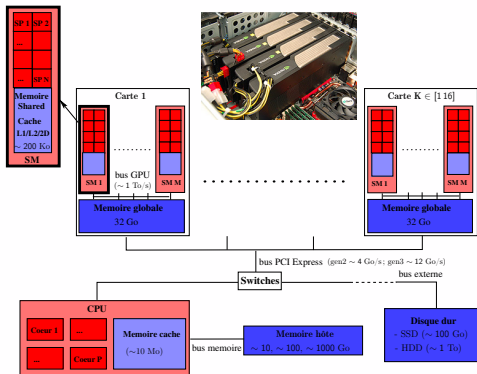 SP 1 SP 2
...
... SP N
Memoire
Shared
Cache
L1/L2/2D
~ 200 Ko
SM
Carte 1
SM 1
SM M
bus GPU
(~ 1 To/s)
Memoire globale
32 Go
Carte K ∈ [1 16]
SM 1
SM M
Memoire globale
32 Go
bus PCI Express (gen2 ~ 4 Go/s ; gen3 ~ 12 Go/s)
Switches
bus externe
CPU
Coeur 1 ...
... Coeur P
Memoire cache
(~10 Mo)
bus memoire
Memoire hôte
~ 10, ~ 100, ~ 1000 Go
Disque dur
- SSD (~ 100 Go)
- HDD (~ 1 To)